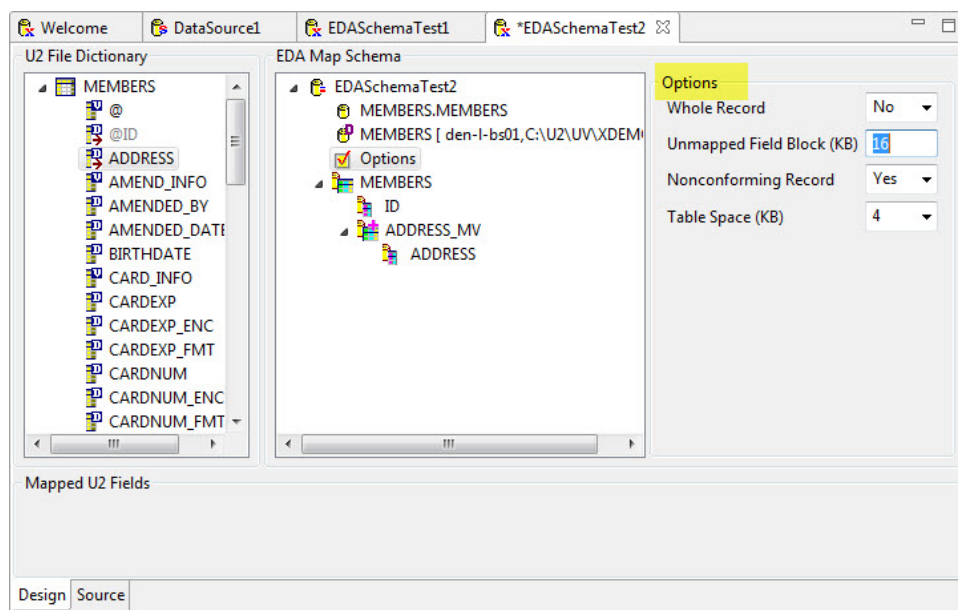 Welcome DataSource1 EDASchemaTest1 *EDASchemaTest2
U2 File Dictionary
MEMBERS
@
@ID
ADDRESS
AMEND_INFO
AMENDED_BY
AMENDED_DATE
BIRTHDATE
CARD_INFO
CARDEXP
CARDEXP_ENC
CARDEXP_FMT
CARDNUM
CARDNUM_ENC
CARDNUM_FMT
EDA Map Schema
EDASchemaTest2
MEMBERS.MEMBERS
MEMBERS [ den-l-bs01,C:\U2\UV\XDEM
Options
MEMBERS
ID
ADDRESS_MV
ADDRESS
Options
Whole Record No
Unmapped Field Block (KB) 16
Nonconforming Record Yes
Table Space (KB) 4
Mapped U2 Fields
Design Source